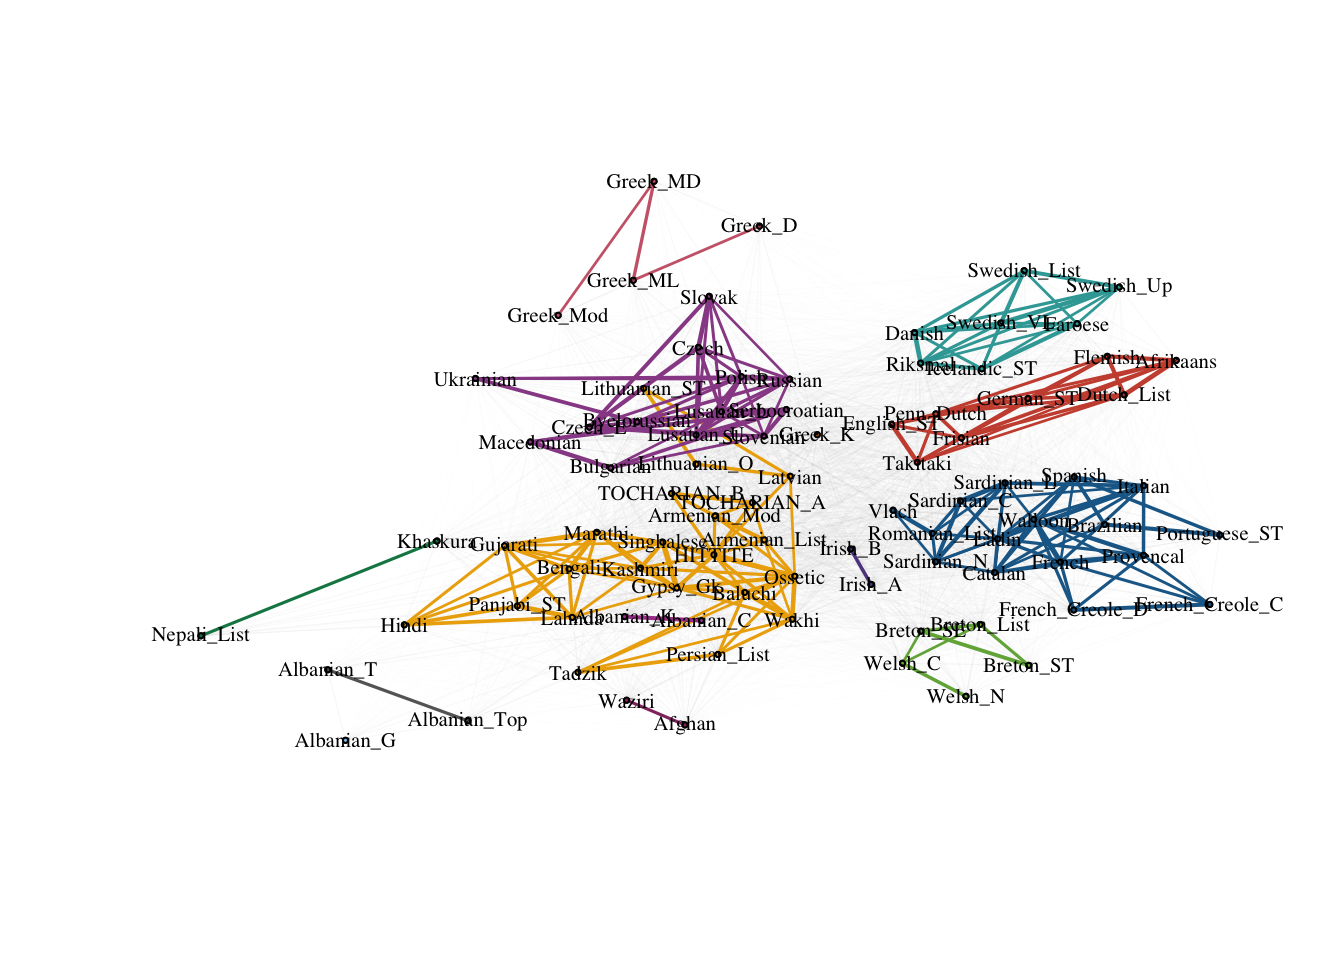 Greek_MD
Greek_D
Greek_ML
Swedish_List
Swedish_Up
Slovak
Greek_Mod
Swedish_VL
Faroese
Danish
Czech
Flemish
Afrikaans
Riksmal
Icelandic_ST
Ukrainian
Polish
Russian
Lithuanian_ST
German_ST
Dutch_List
Lusatian_L
Serbocroatian
Penn_Dutch
Byelorussian
English_ST
Czech_E
Lusatian_U
Slovenian
Greek_K
Frisian
Macedonian
Bulgarian
Lithuanian_O
Takitaki
Latvian
Spanish
Sardinian_L
Italian
TOCHARIAN_B
TOCHARIAN_A
Sardinian_C
Vlach
Armenian_Mod
Walloon
Brazilian
Marathi
Romanian_List
Portuguese_ST
Khaskura
Gujarati
Singhalese
Armenian_List
Ladin
Irish_B
HITTITE
Provencal
Bengali
Kashmiri
Sardinian_N
French
Catalan
Ossetic
Gypsy_Gk
Irish_A
Baluchi
Panjabi_ST
French_Creole_D
French_Creole_C
Lahnda
Albanian_K
Albanian_C
Wakhi
Hindi
Breton_List
Breton_SE
Nepali_List
Persian_List
Welsh_C
Breton_ST
Albanian_T
Tadzik
Waziri
Welsh_N
Albanian_Top
Afghan
Albanian_G